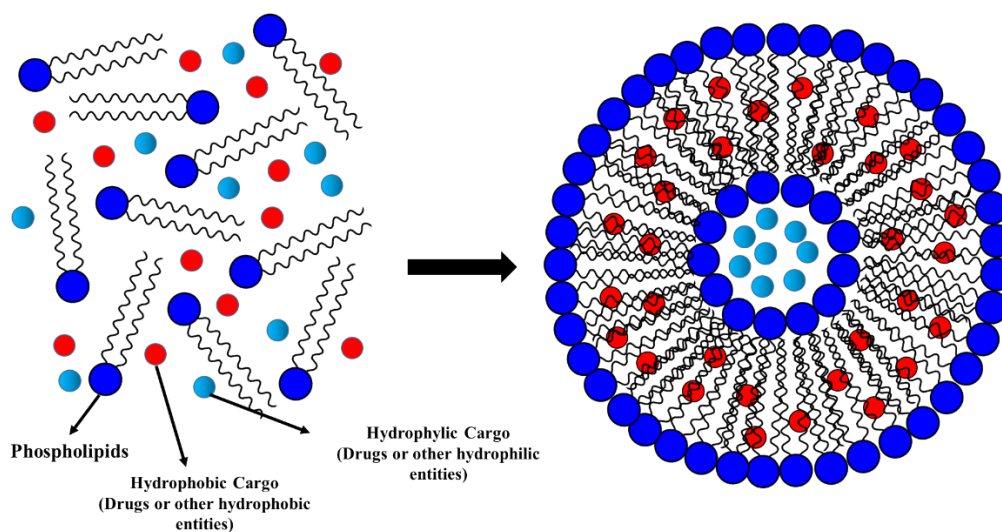 Phospholipids
Hydrophobic Cargo
(Drugs or other hydrophobic
entities)
Hydrophylic Cargo
(Drugs or other hydrophilic
entities)